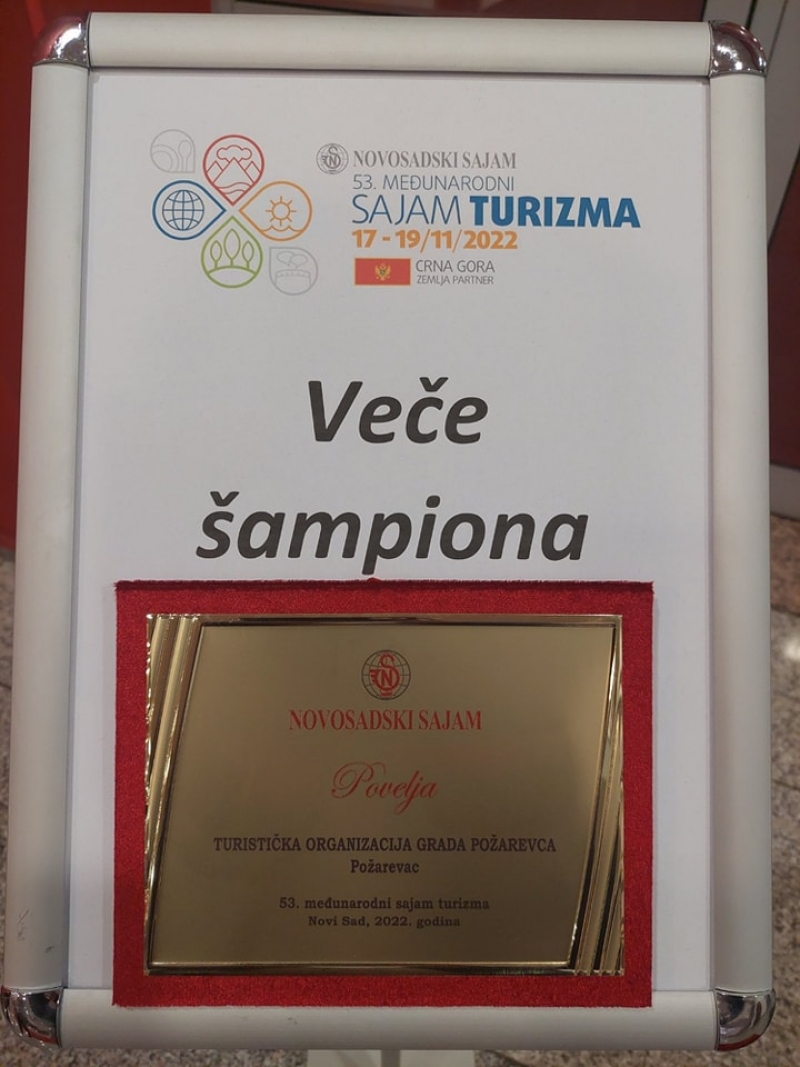 NOVOSADSKI SAJAM
53. MEĐUNARODNI
SAJAM TURIZMA
17 - 19/11/2022
CRNA GORA
ZEMLJA PARTNER
Veče
šampiona
NOVOSADSKI SAJAM
Povelja
TURISTIČKA ORGANIZACIJA GRADA POŽAREVCA
Požarevac
53. međunarodni sajam turizma
Novi Sad, 2022. godina